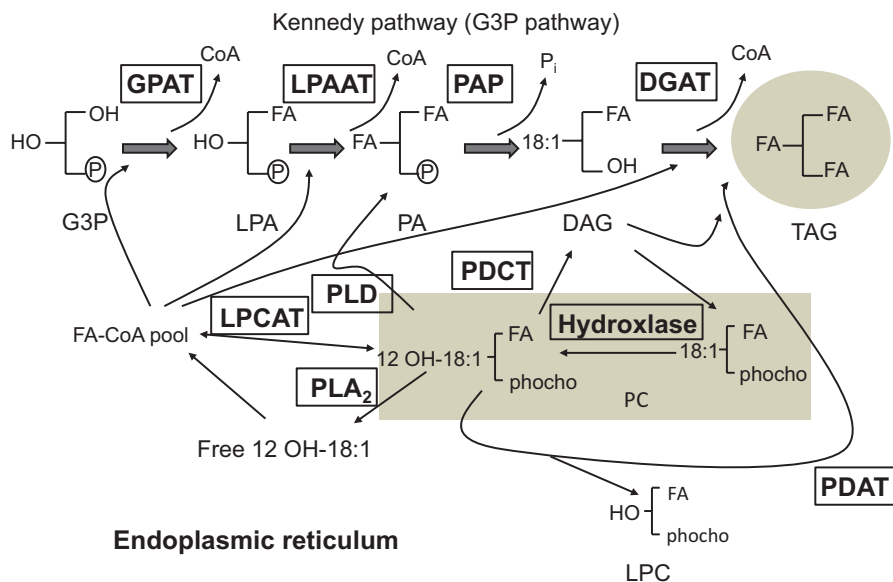 Kennedy pathway (G3P pathway)
CoA
CoA
Pi
CoA
GPAT
LPAAT
PAP
DGAT
OH
HO
P
FA
HO
P
FA
FA
P
FA
18:1
OH
FA
FA
FA
G3P
LPA
PA
DAG
TAG
PLD
PDCT
LPCAT
Hydroxlase
FA-CoA pool
FA
12 OH-18:1
phocho
FA
18:1
phocho
PLA2
PC
Free 12 OH-18:1
PDAT
FA
HO
phocho
Endoplasmic reticulum
LPC